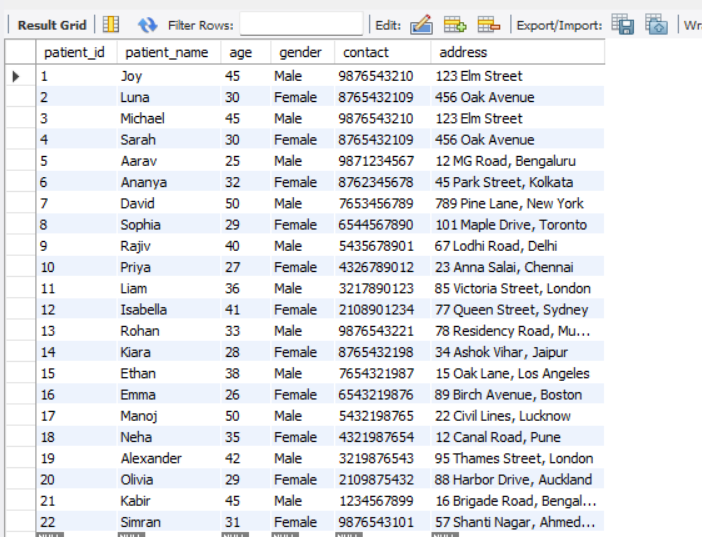 Result Grid Filter Rows: Edit: Export/Import: Wr
patient_id patient_name age gender contact address
1 Joy 45 Male 9876543210 123 Elm Street
2 Luna 30 Female 8765432109 456 Oak Avenue
3 Michael 45 Male 9876543210 123 Elm Street
4 Sarah 30 Female 8765432109 456 Oak Avenue
5 Aarav 25 Male 9871234567 12 MG Road, Bengaluru
6 Ananya 32 Female 8762345678 45 Park Street, Kolkata
7 David 50 Male 7653456789 789 Pine Lane, New York
8 Sophia 29 Female 6544567890 101 Maple Drive, Toronto
9 Rajiv 40 Male 5435678901 67 Lodhi Road, Delhi
10 Priya 27 Female 4326789012 23 Anna Salai, Chennai
11 Liam 36 Male 3217890123 85 Victoria Street, London
12 Isabella 41 Female 2108901234 77 Queen Street, Sydney
13 Rohan 33 Male 9876543221 78 Residency Road, Mu...
14 Kiara 28 Female 8765432198 34 Ashok Vihar, Jaipur
15 Ethan 38 Male 7654321987 15 Oak Lane, Los Angeles
16 Emma 26 Female 6543219876 89 Birch Avenue, Boston
17 Manoj 50 Male 5432198765 22 Civil Lines, Lucknow
18 Neha 35 Female 4321987654 12 Canal Road, Pune
19 Alexander 42 Male 3219876543 95 Thames Street, London
20 Olivia 29 Female 2109875432 88 Harbor Drive, Auckland
21 Kabir 45 Male 1234567899 16 Brigade Road, Bengal...
22 Simran 31 Female 9876543101 57 Shanti Nagar, Ahmed...
NULL NULL NULL NULL NULL NULL